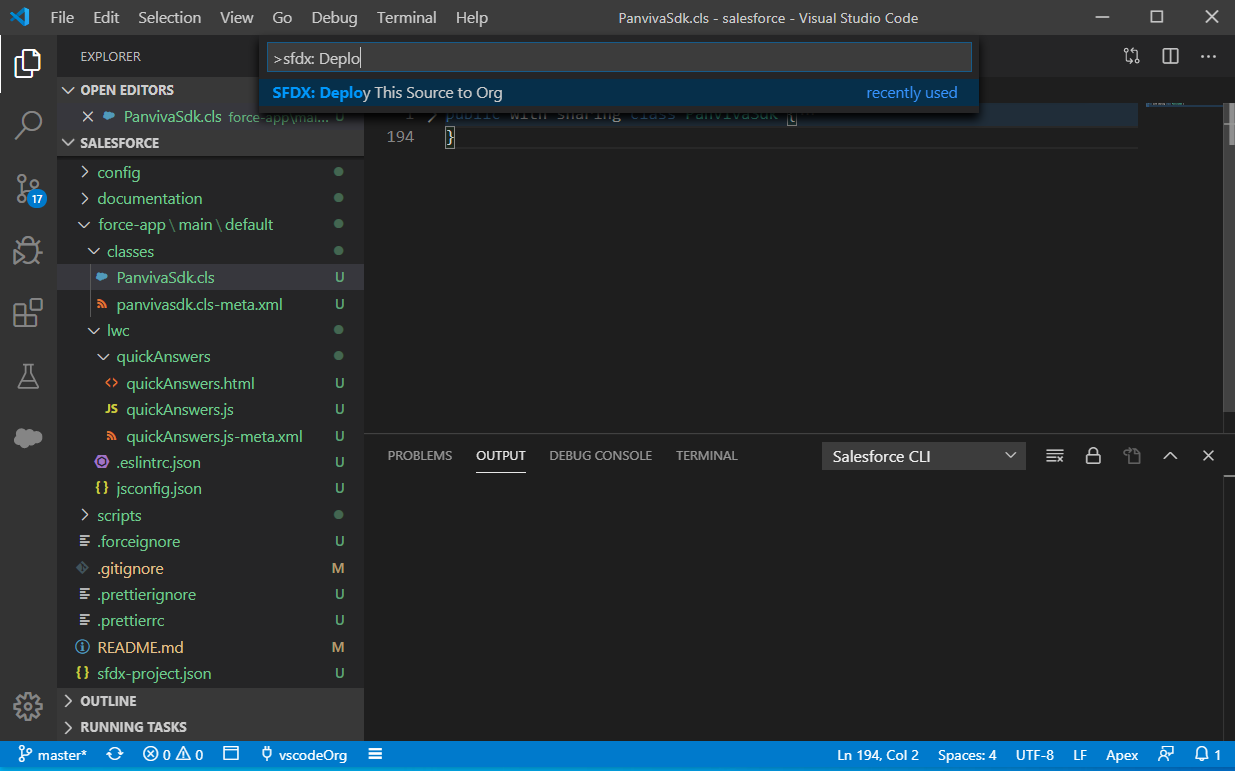 File Edit Selection View Go Debug Terminal Help PanvivaSdk.cls - salesforce - Visual Studio Code
EXPLORER
>sfdx: Deplo
SFDX: Deploy This Source to Org recently used
OPEN EDITORS
PanvivaSdk.cls force-app\mai... U
SALESFORCE
1 public with sharing class PanvivaSdk {
194 }
config
documentation
force-app \ main \ default
classes
PanvivaSdk.cls U
panvivasdk.cls-meta.xml U
lwc
quickAnswers
quickAnswers.html U
JS quickAnswers.js U
quickAnswers.js-meta.xml U
.eslintrc.json U
{} jsconfig.json U
scripts
.forceignore U
.gitignore M
.prettierignore U
.prettierrc U
README.md M
{} sfdx-project.json U
OUTLINE
RUNNING TASKS
17
PROBLEMS OUTPUT DEBUG CONSOLE TERMINAL Salesforce CLI
master* 0 0 vscodeOrg Ln 194, Col 2 Spaces: 4 UTF-8 LF Apex 1